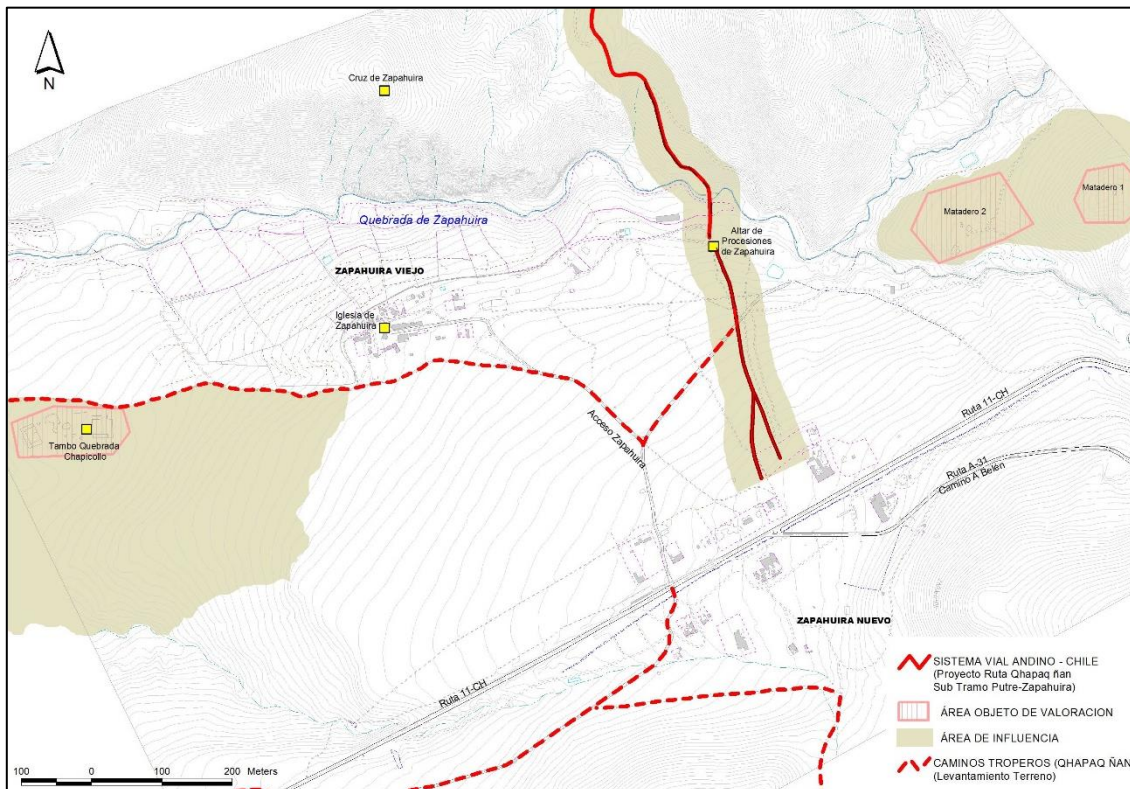 N
Cruz de Zapahuira
Quebrada de Zapahuira
Altar de
Procesiones
de Zapahuira
Matadero 2
Matadero 1
ZAPAHUIRA VIEJO
Iglesia de
Zapahuira
Tambo Quebrada
Chapicollo
Acceso Zapahuira
Ruta 11-CH
Ruta A-31
Camino A Belén
ZAPAHUIRA NUEVO
Ruta 11-CH
SISTEMA VIAL ANDINO - CHILE
(Proyecto Ruta Qhapaq ñan
Sub Tramo Putre-Zapahuira)
ÁREA OBJETO DE VALORACION
ÁREA DE INFLUENCIA
CAMINOS TROPEROS (QHAPAQ ÑAN)
(Levantamiento Terreno)
100 0 100 200 Meters